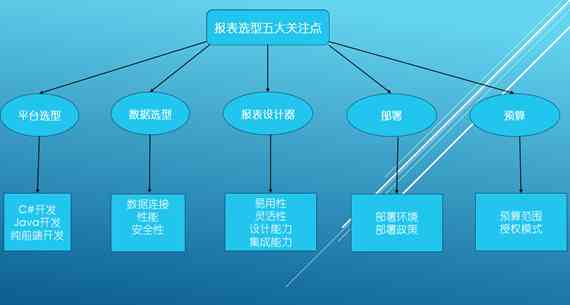 报表选型五大关注点
平台选型
数据选型
报表设计器
部署
预算
C#开发
Java开发
纯前端开发
数据连接
性能
安全性
易用性
灵活性
设计能力
集成能力
部署环境
部署政策
预算范围
授权模式